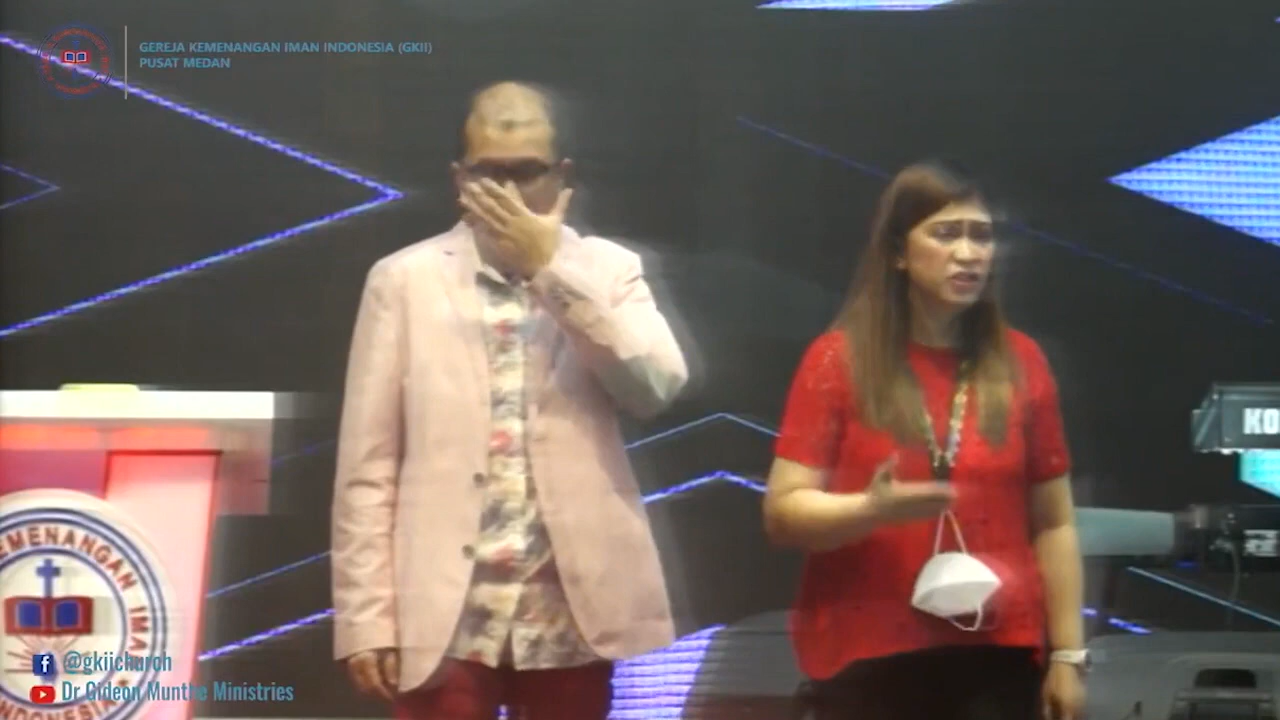 GEREJA KEMENANGAN IMAN INDONESIA (GKII)
PUSAT MEDAN
KO
EMENANGAN IMA
INDONESIA
@gkiichurch
Dr Gideon Munthe Ministries